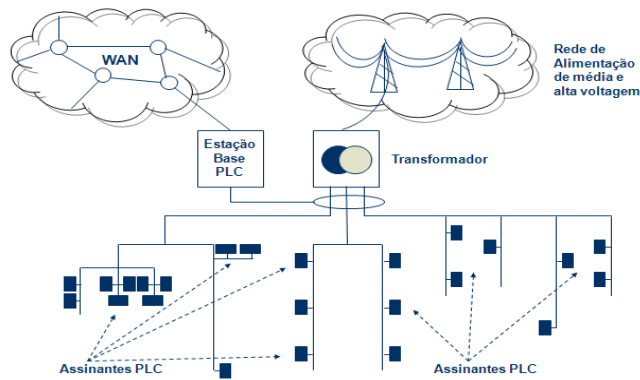 WAN
Rede de
Alimentação
de média e
alta voltagem
Estação
Base
PLC
Transformador
Assinantes PLC
Assinantes PLC